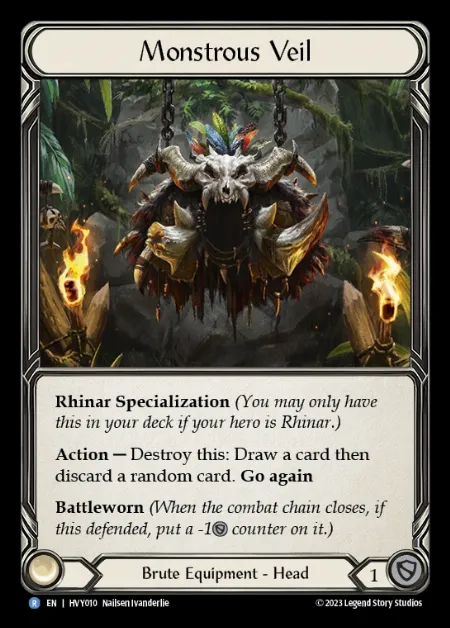 Monstrous Veil
Rhinar Specialization (You may only have
this in your deck if your hero is Rhinar.)
Action — Destroy this: Draw a card then
discard a random card. Go again
Battleworn (When the combat chain closes, if
this defended, put a -1 counter on it.)
Brute Equipment - Head
1
R EN | HVY010 Nailsen Ivanderlie
© 2023 Legend Story Studios